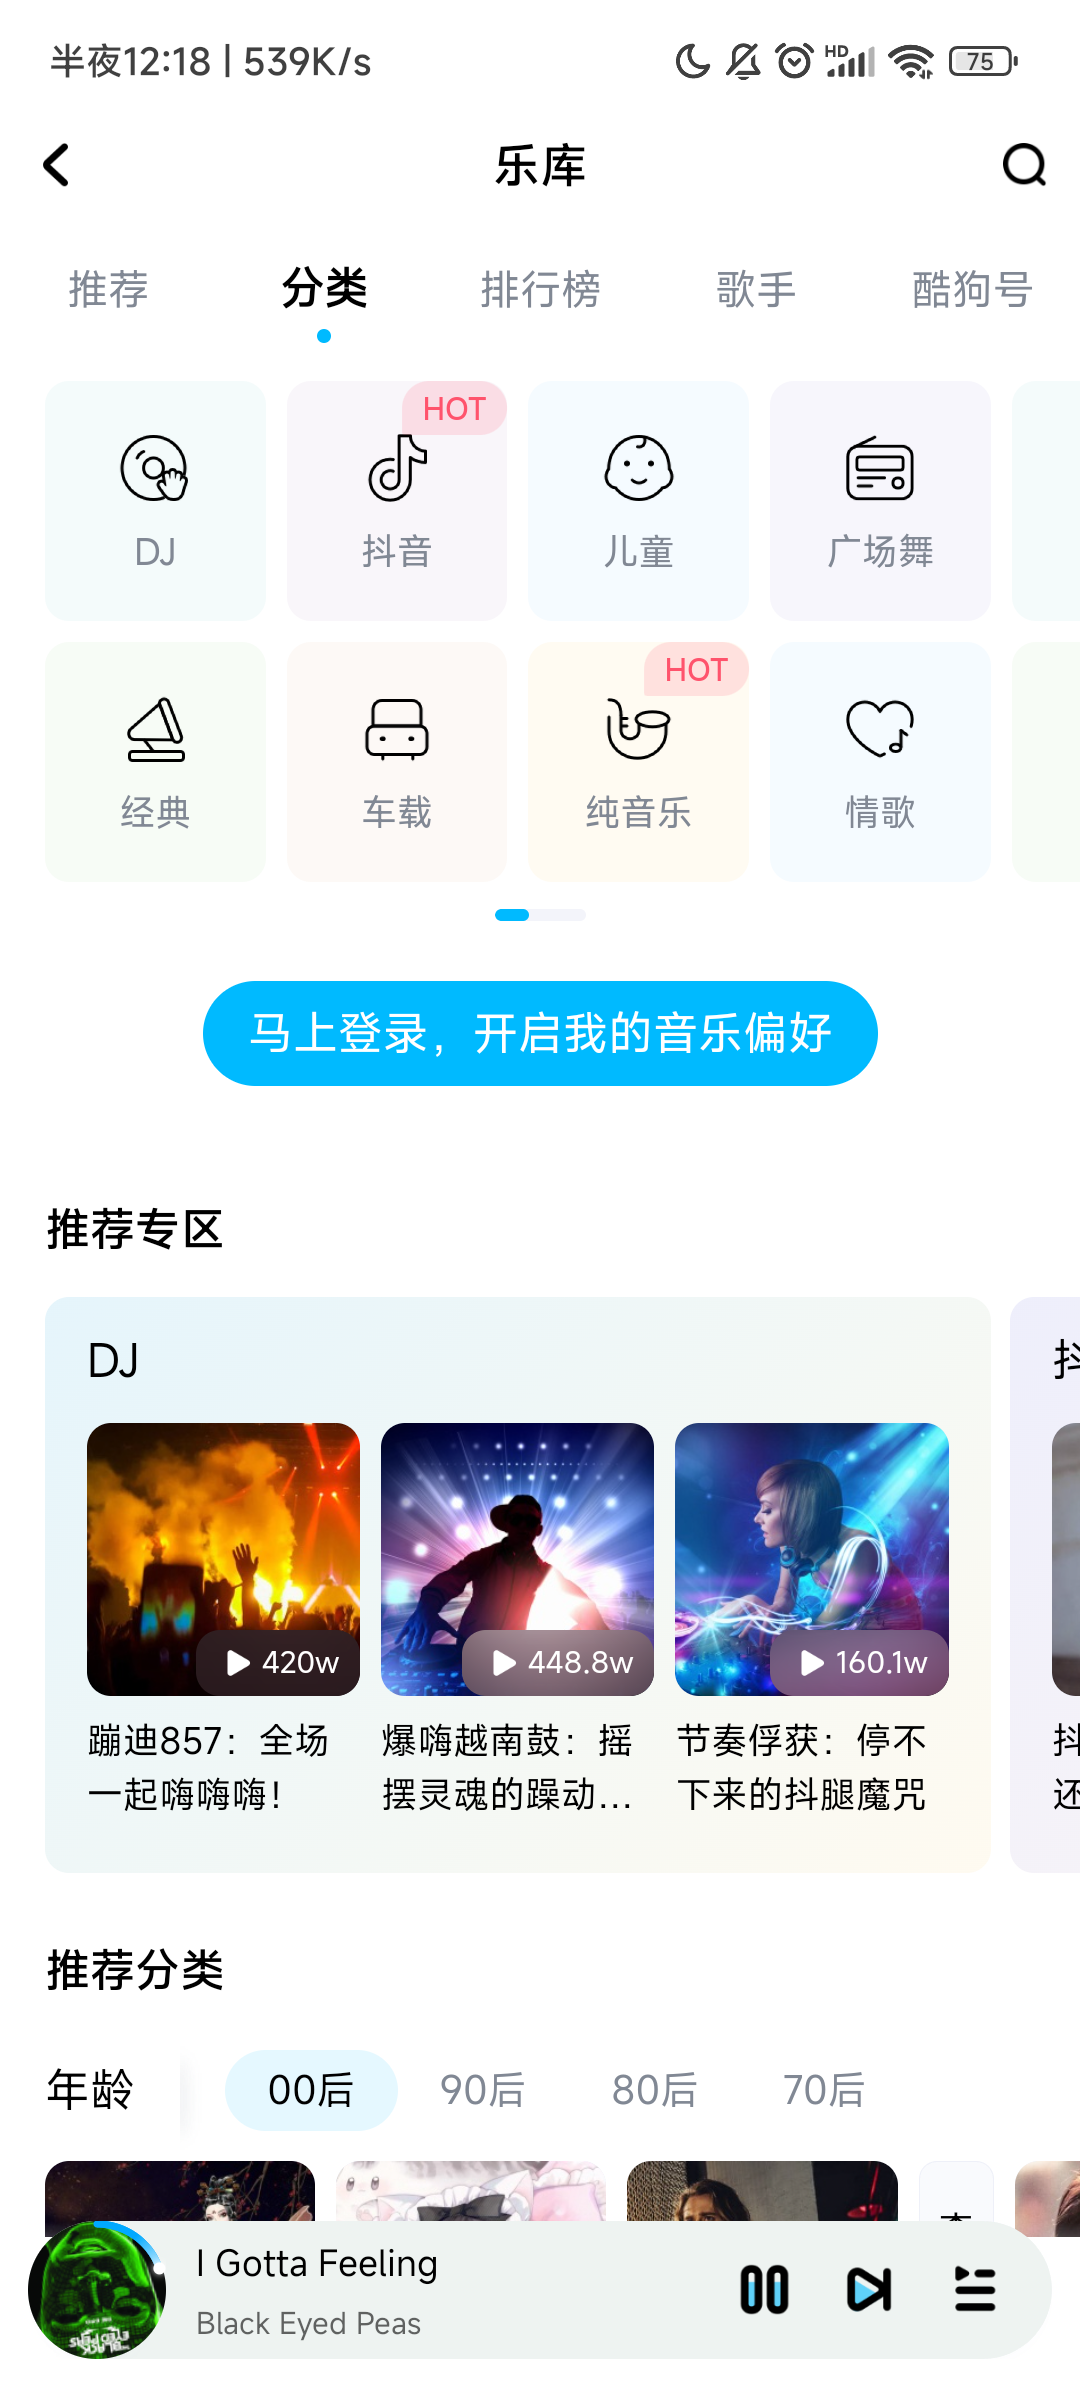 半夜12:18 | 539K/s
HD
75
乐库
推荐 分类 排行榜 歌手 酷狗号
HOT
DJ 抖音 儿童 广场舞
HOT
经典 车载 纯音乐 情歌
马上登录，开启我的音乐偏好
推荐专区
DJ
420w 448.8w 160.1w
蹦迪857：全场 爆嗨越南鼓：摇 节奏俘获：停不
一起嗨嗨嗨！ 摆灵魂的躁动... 下来的抖腿魔咒
推荐分类
年龄 00后 90后 80后 70后
I Gotta Feeling
Black Eyed Peas